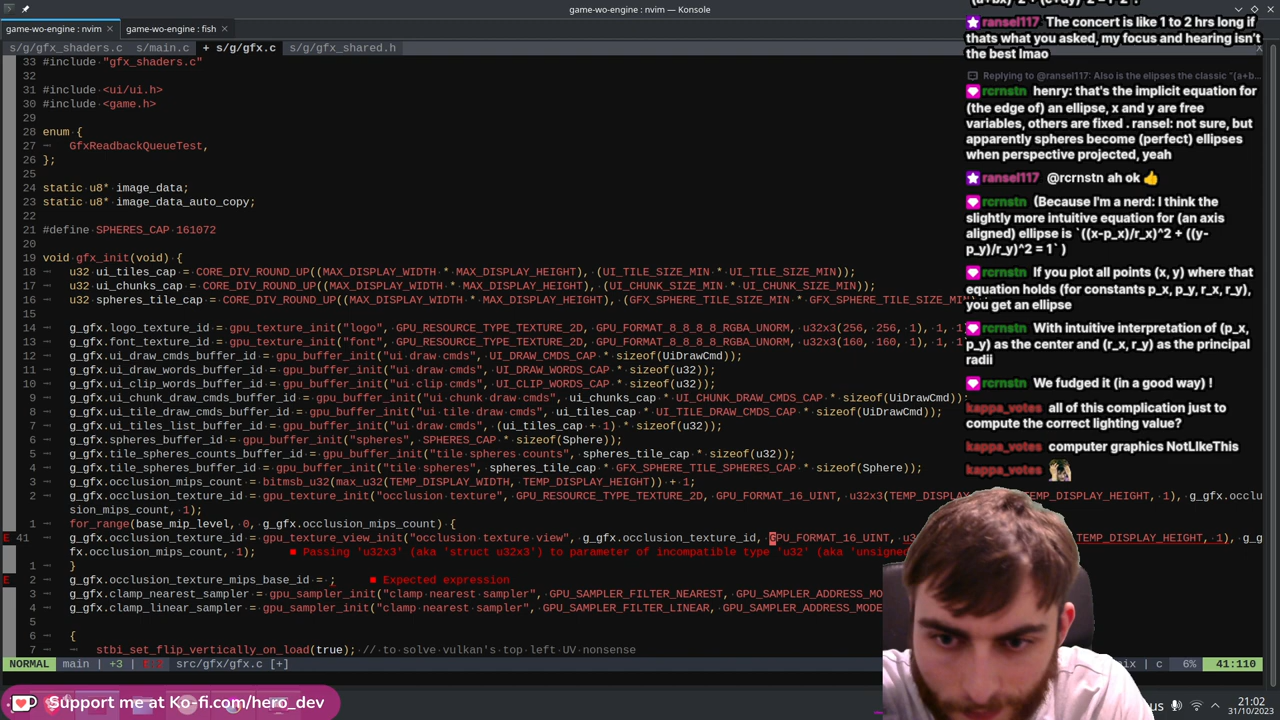 game-wo-engine : nvim — Konsole
game-wo-engine : nvim
game-wo-engine : fish
s/g/gfx_shaders.c s/main.c + s/g/gfx.c s/g/gfx_shared.h
33 #include "gfx_shaders.c"
32
31 #include <ui/ui.h>
30 #include <game.h>
29
28 enum {
27 GfxReadbackQueueTest,
26 };
25
24 static u8* image_data;
23 static u8* image_data_auto_copy;
22
21 #define SPHERES_CAP 161072
20
19 void gfx_init(void) {
18 u32 ui_tiles_cap = CORE_DIV_ROUND_UP((MAX_DISPLAY_WIDTH * MAX_DISPLAY_HEIGHT), (UI_TILE_SIZE_MIN * UI_TILE_SIZE_MIN));
17 u32 ui_chunks_cap = CORE_DIV_ROUND_UP((MAX_DISPLAY_WIDTH * MAX_DISPLAY_HEIGHT), (UI_CHUNK_SIZE_MIN * UI_CHUNK_SIZE_MIN));
16 u32 spheres_tile_cap = CORE_DIV_ROUND_UP((MAX_DISPLAY_WIDTH * MAX_DISPLAY_HEIGHT), (GFX_SPHERE_TILE_SIZE_MIN * GFX_SPHERE_TILE_SIZE_MIN
15
14 g_gfx.logo_texture_id = gpu_texture_init("logo", GPU_RESOURCE_TYPE_TEXTURE_2D, GPU_FORMAT_8_8_8_8_RGBA_UNORM, u32x3(256, 256, 1), 1, 1
13 g_gfx.font_texture_id = gpu_texture_init("font", GPU_RESOURCE_TYPE_TEXTURE_2D, GPU_FORMAT_8_8_8_8_RGBA_UNORM, u32x3(160, 160, 1), 1, 1
12 g_gfx.ui_draw_cmds_buffer_id = gpu_buffer_init("ui draw cmds", UI_DRAW_CMDS_CAP * sizeof(UiDrawCmd));
11 g_gfx.ui_draw_words_buffer_id = gpu_buffer_init("ui draw cmds", UI_DRAW_WORDS_CAP * sizeof(u32));
10 g_gfx.ui_clip_words_buffer_id = gpu_buffer_init("ui clip cmds", UI_CLIP_WORDS_CAP * sizeof(u32));
9 g_gfx.ui_chunk_draw_cmds_buffer_id = gpu_buffer_init("ui chunk draw cmds", ui_chunks_cap * UI_CHUNK_DRAW_CMDS_CAP * sizeof(UiDrawCmd)
8 g_gfx.ui_tile_draw_cmds_buffer_id = gpu_buffer_init("ui tile draw cmds", ui_tiles_cap * UI_TILE_DRAW_CMDS_CAP * sizeof(UiDrawCmd));
7 g_gfx.ui_tiles_list_buffer_id = gpu_buffer_init("ui draw cmds", (ui_tiles_cap + 1) * sizeof(u32));
6 g_gfx.spheres_buffer_id = gpu_buffer_init("spheres", SPHERES_CAP * sizeof(Sphere));
5 g_gfx.tile_spheres_counts_buffer_id = gpu_buffer_init("tile spheres counts", spheres_tile_cap * sizeof(u32));
4 g_gfx.tile_spheres_buffer_id = gpu_buffer_init("tile spheres", spheres_tile_cap * GFX_SPHERE_TILE_SPHERES_CAP * sizeof(Sphere));
3 g_gfx.occlusion_mips_count = bitmsb_u32(max_u32(TEMP_DISPLAY_WIDTH, TEMP_DISPLAY_HEIGHT)) + 1;
2 g_gfx.occlusion_texture_id = gpu_texture_init("occlusion texture", GPU_RESOURCE_TYPE_TEXTURE_2D, GPU_FORMAT_16_UINT, u32x3(TEMP_DISPLAY_WIDTH, TEMP_DISPLAY_HEIGHT, 1), g_gfx.occlu
sion_mips_count, 1);
1 for_range(base_mip_level, 0, g_gfx.occlusion_mips_count) {
E 41 g_gfx.occlusion_texture_id = gpu_texture_view_init("occlusion texture view", g_gfx.occlusion_texture_id, GPU_FORMAT_16_UINT, u3 TEMP_DISPLAY_HEIGHT, 1), g_g
fx.occlusion_mips_count, 1); ■ Passing 'u32x3' (aka 'struct u32x3') to parameter of incompatible type 'u32' (aka 'unsigned
1 }
E 2 g_gfx.occlusion_texture_mips_base_id = ; ■ Expected expression
3 g_gfx.clamp_nearest_sampler = gpu_sampler_init("clamp nearest sampler", GPU_SAMPLER_FILTER_NEAREST, GPU_SAMPLER_ADDRESS_MO
4 g_gfx.clamp_linear_sampler = gpu_sampler_init("clamp nearest sampler", GPU_SAMPLER_FILTER_LINEAR, GPU_SAMPLER_ADDRESS_MODE
5
6 {
7 stbi_set_flip_vertically_on_load(true); // to solve vulkan's top left UV nonsense
NORMAL main | +3 | E 2 src/gfx/gfx.c [+] | c 6% 41:110
ransel117 The concert is like 1 to 2 hrs long if
thats what you asked, my focus and hearing isn't
the best lmao
Replying to @ransel117: Also is the elipses the classic "(a+b...
rcrnstn henry: that's the implicit equation for
(the edge of) an ellipse, x and y are free
variables, others are fixed . ransel: not sure, but
apparently spheres become (perfect) ellipses
when perspective projected, yeah
ransel117 @rcrnstn ah ok 👍
rcrnstn (Because I'm a nerd: I think the
slightly more intuitive equation for (an axis
aligned) ellipse is `((x-p_x)/r_x)^2 + ((y-
p_y)/r_y)^2 = 1` )
rcrnstn If you plot all points (x, y) where that
equation holds (for constants p_x, p_y, r_x, r_y),
you get an ellipse
rcrnstn With intuitive interpretation of (p_x,
p_y) as the center and (r_x, r_y) as the principal
radii
rcrnstn We fudged it (in a good way) !
kappa_votes all of this complication just to
compute the correct lighting value?
kappa_votes computer graphics NotLikeThis
kappa_votes
Support me at Ko-fi.com/hero_dev
us
21:02
31/10/2023